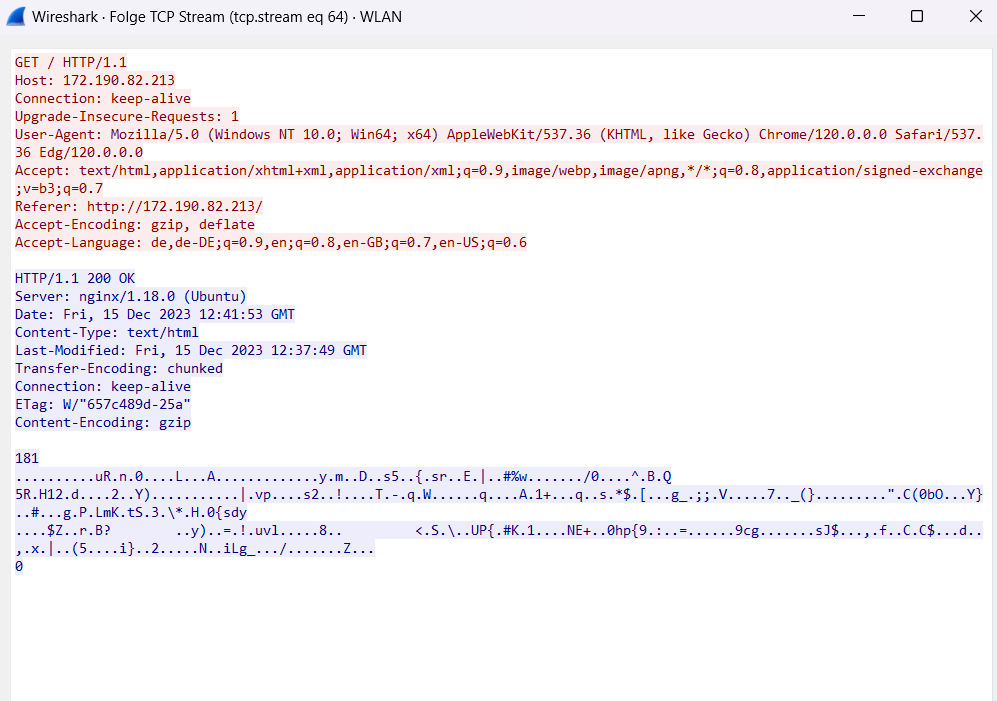 Wireshark · Folge TCP Stream (tcp.stream eq 64) · WLAN
GET / HTTP/1.1
Host: 172.190.82.213
Connection: keep-alive
Upgrade-Insecure-Requests: 1
User-Agent: Mozilla/5.0 (Windows NT 10.0; Win64; x64) AppleWebKit/537.36 (KHTML, like Gecko) Chrome/120.0.0.0 Safari/537.
36 Edg/120.0.0.0
Accept: text/html,application/xhtml+xml,application/xml;q=0.9,image/webp,image/apng,*/*;q=0.8,application/signed-exchange
;v=b3;q=0.7
Referer: http://172.190.82.213/
Accept-Encoding: gzip, deflate
Accept-Language: de,de-DE;q=0.9,en;q=0.8,en-GB;q=0.7,en-US;q=0.6
HTTP/1.1 200 OK
Server: nginx/1.18.0 (Ubuntu)
Date: Fri, 15 Dec 2023 12:41:53 GMT
Content-Type: text/html
Last-Modified: Fri, 15 Dec 2023 12:37:49 GMT
Transfer-Encoding: chunked
Connection: keep-alive
ETag: W/"657c489d-25a"
Content-Encoding: gzip
181
..........uR.n.0....L...A.............y.m..D..s5..{.sr..E.|..#%w......./0....^.B.Q
5R.H12.d....2..Y)...........|.vp....s2..!....T.-.q.W......q....A.1+...q..s.*$.[...g_.;;.V.....7.._(}.........".C(0bO...Y}
..#...g.P.LmK.tS.3.\*.H.0{sdy
....$Z..r.B?        ..y)..=.!.uvl.....8..         <.S.\..UP{.#K.1....NE+..0hp{9.:..=......9cg.......sJ$...,.f..C.C$...d..
,.x.|..(5....i}..2.....N..iLg_.../.......Z...
0